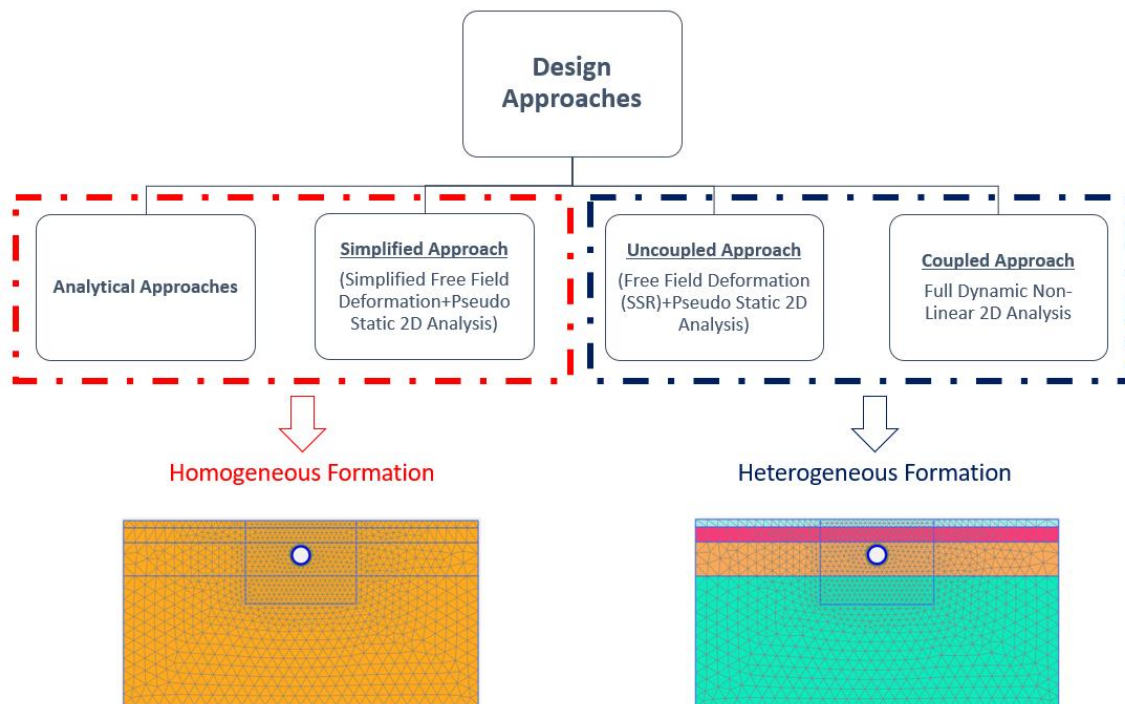 Design
Approaches
Analytical Approaches
Simplified Approach
(Simplified Free Field
Deformation+Pseudo
Static 2D Analysis)
Uncoupled Approach
(Free Field Deformation
(SSR)+Pseudo Static 2D
Analysis)
Coupled Approach
Full Dynamic Non-
Linear 2D Analysis
Homogeneous Formation
Heterogeneous Formation